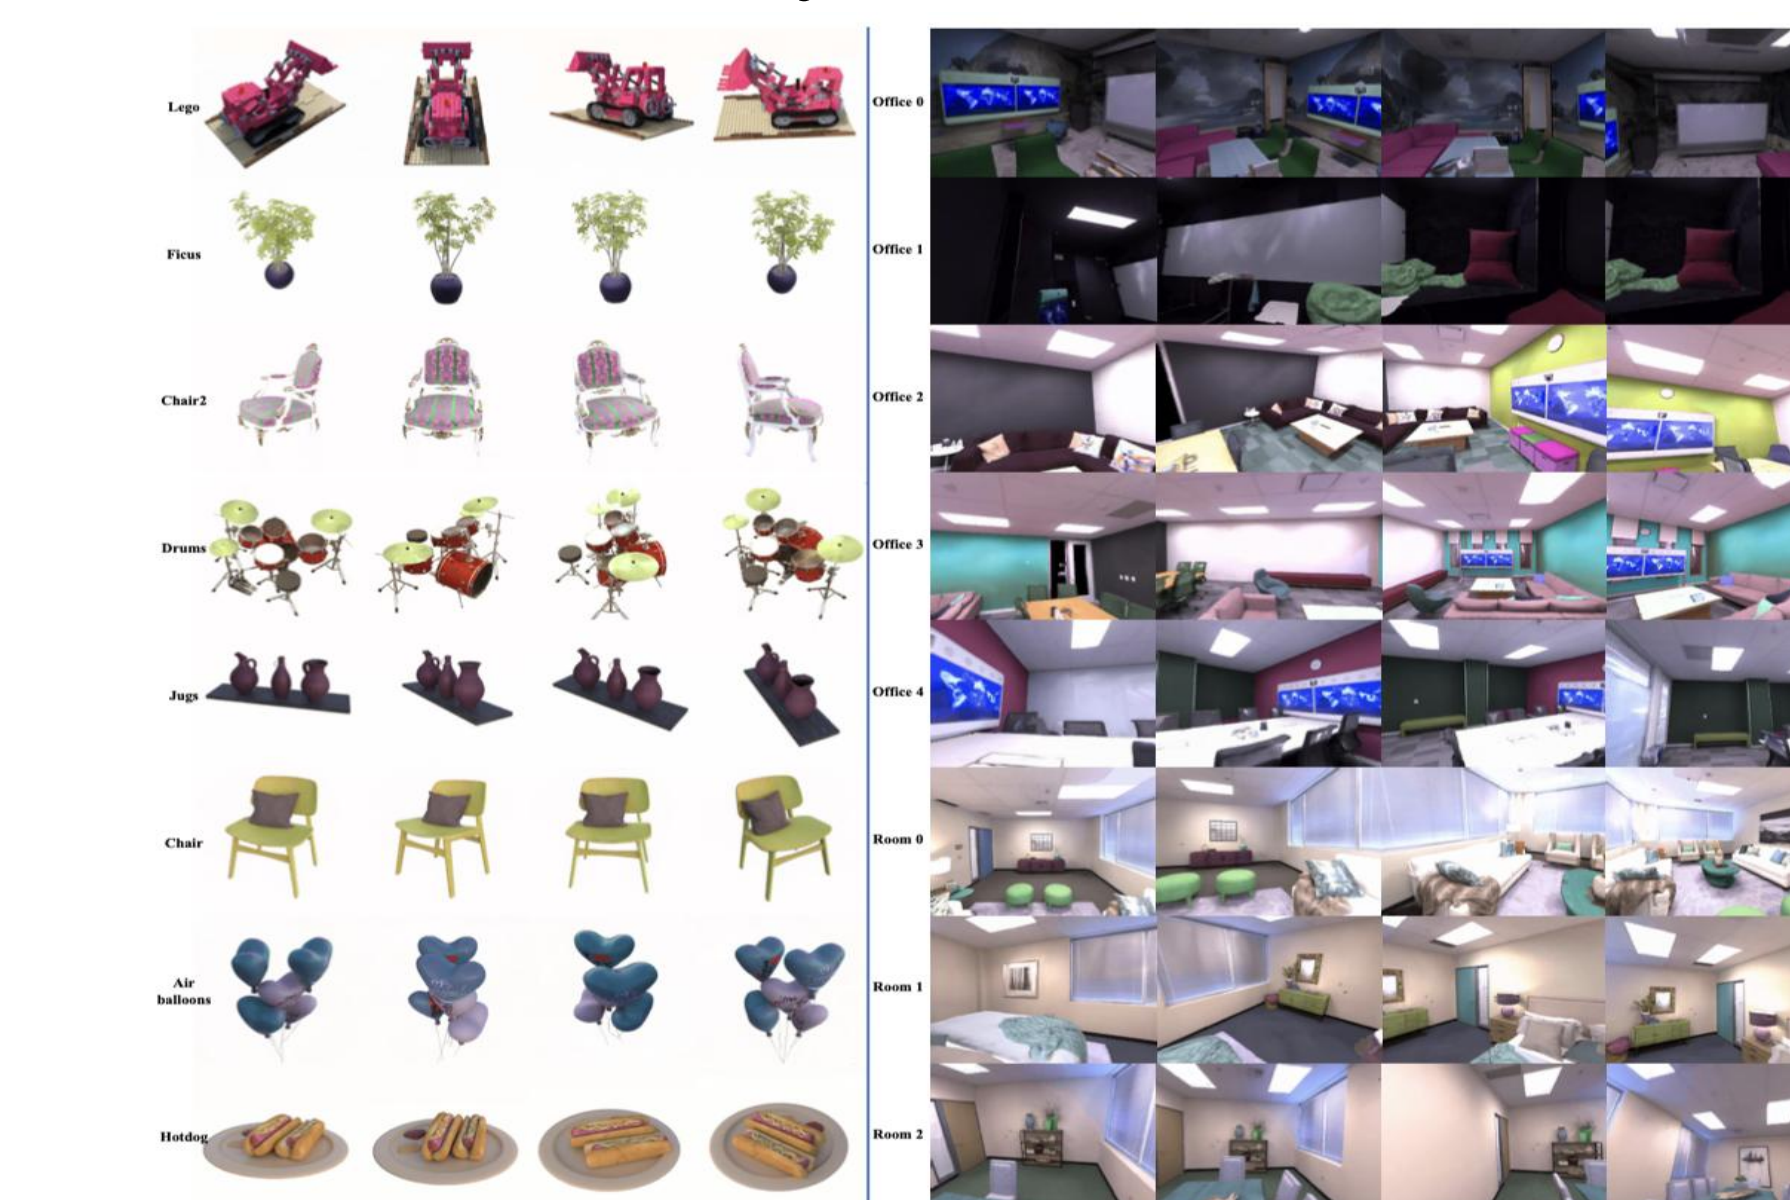 Lego
Ficus
Chair2
Drums
Jugs
Chair
Air
balloons
Hotdog
Office 0
Office 1
Office 2
Office 3
Office 4
Room 0
Room 1
Room 2